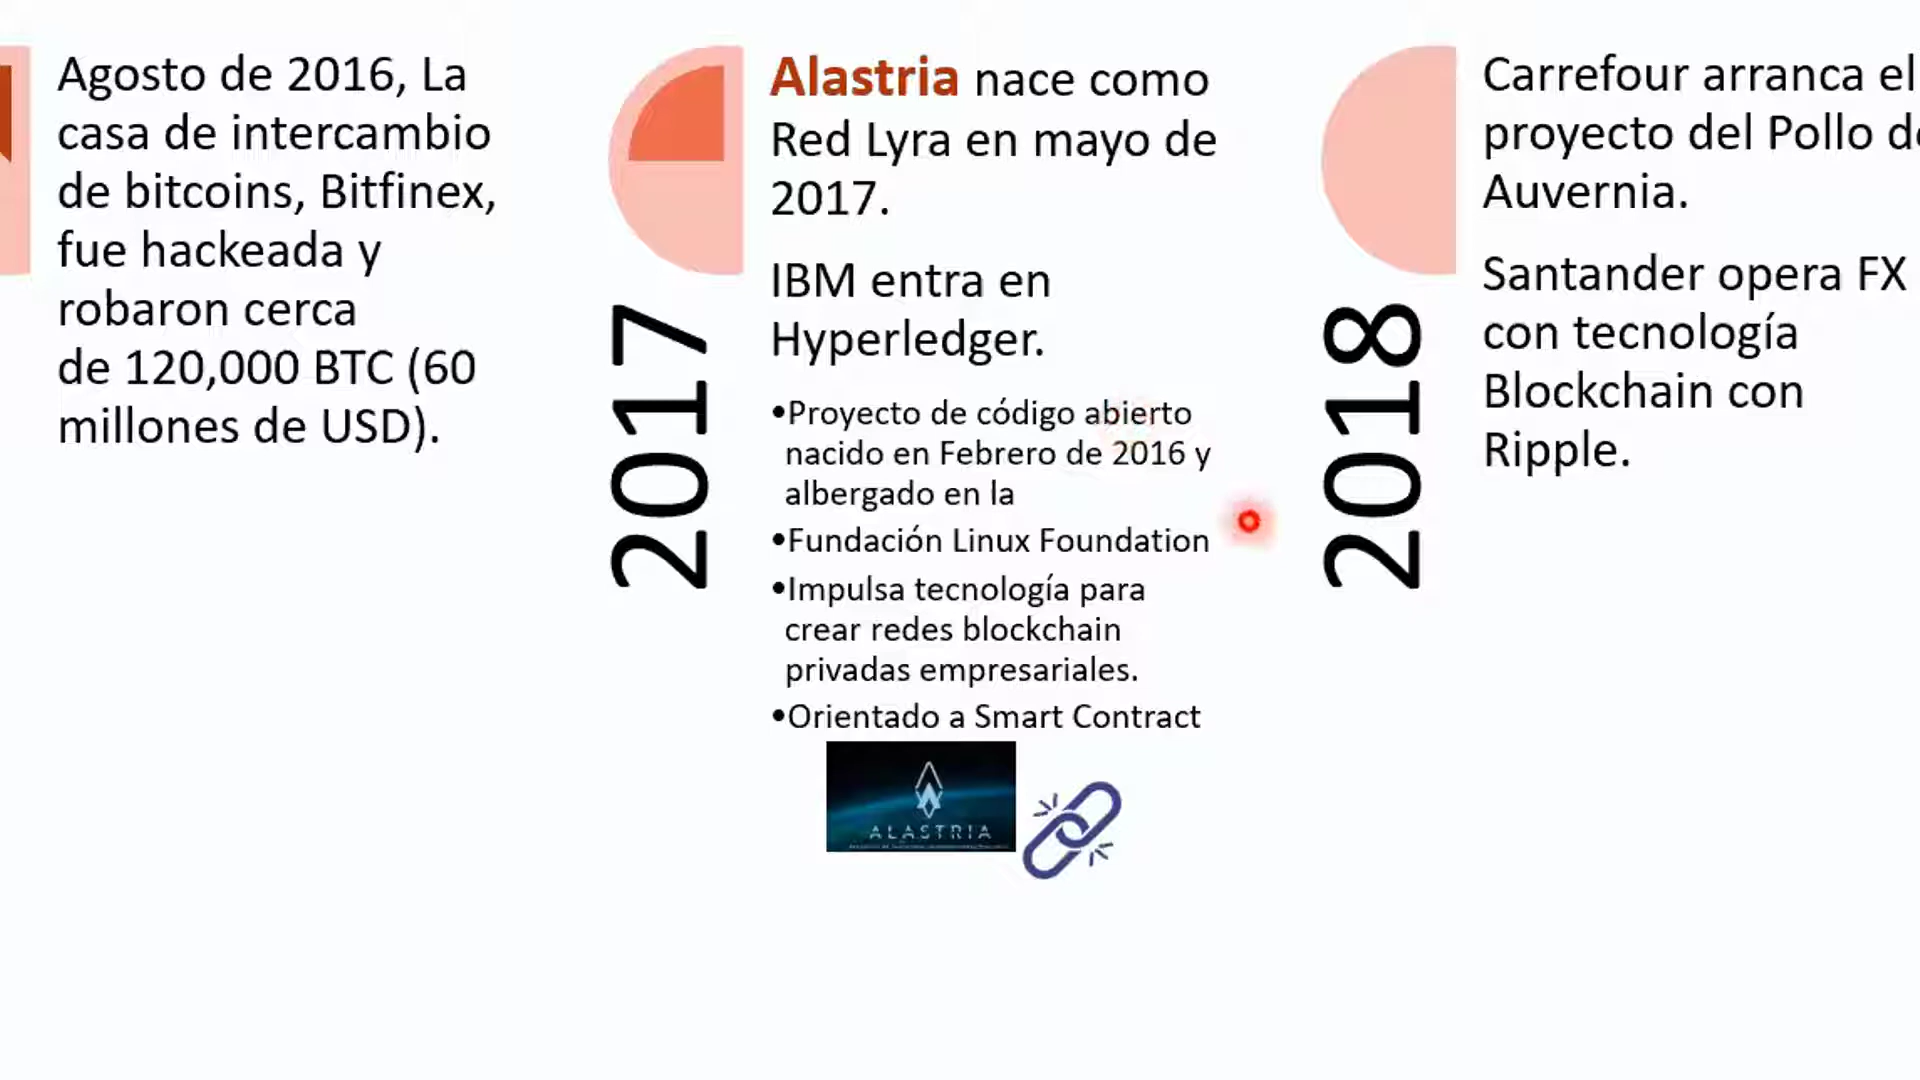 Agosto de 2016, La
casa de intercambio
de bitcoins, Bitfinex,
fue hackeada y
robaron cerca
de 120,000 BTC (60
millones de USD).
2017
Alastria nace como
Red Lyra en mayo de
2017.
IBM entra en
Hyperledger.
•Proyecto de código abierto
nacido en Febrero de 2016 y
albergado en la
•Fundación Linux Foundation
•Impulsa tecnología para
crear redes blockchain
privadas empresariales.
•Orientado a Smart Contract
ALASTRIA
2018
Carrefour arranca el
proyecto del Pollo de
Auvernia.
Santander opera FX
con tecnología
Blockchain con
Ripple.